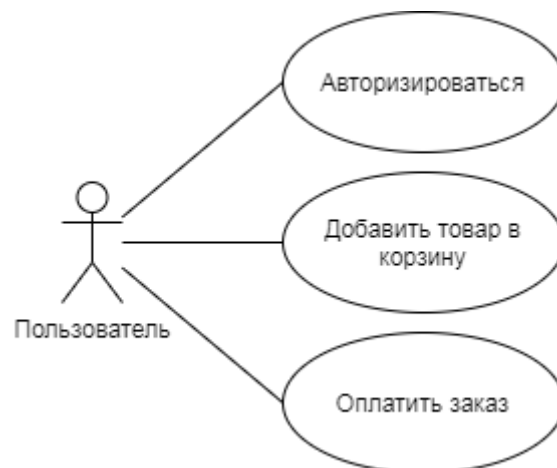 Авторизироваться
Добавить товар в
корзину
Пользователь
Оплатить заказ